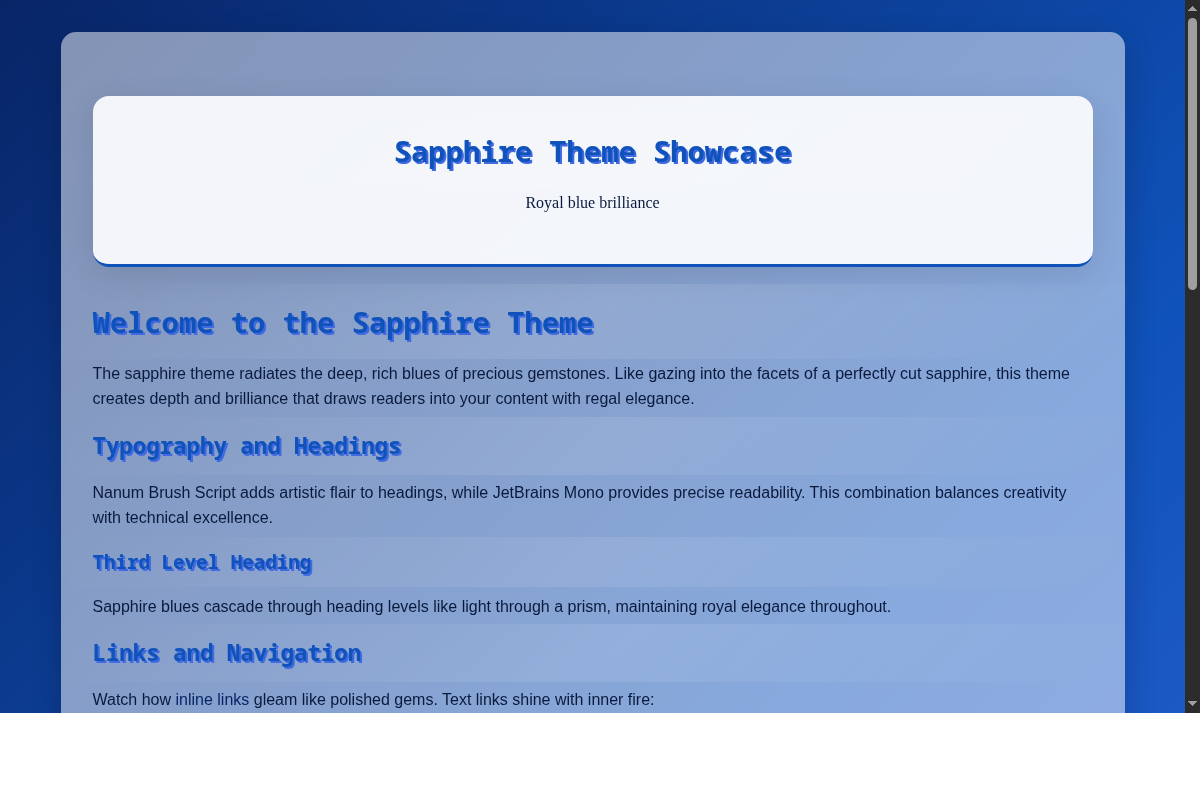 Sapphire Theme Showcase
Royal blue brilliance
Welcome to the Sapphire Theme
The sapphire theme radiates the deep, rich blues of precious gemstones. Like gazing into the facets of a perfectly cut sapphire, this theme
creates depth and brilliance that draws readers into your content with regal elegance.
Typography and Headings
Nanum Brush Script adds artistic flair to headings, while JetBrains Mono provides precise readability. This combination balances creativity
with technical excellence.
Third Level Heading
Sapphire blues cascade through heading levels like light through a prism, maintaining royal elegance throughout.
Links and Navigation
Watch how inline links gleam like polished gems. Text links shine with inner fire: